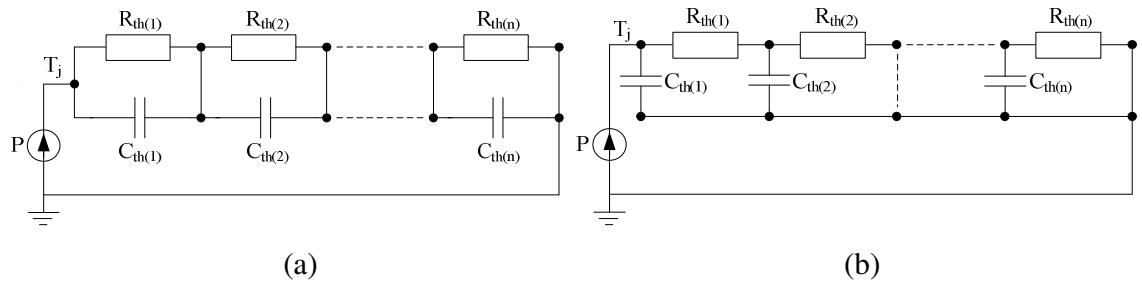 R_th(1) R_th(2) R_th(n)
T_j
P
C_th(1) C_th(2) C_th(n)
(a)
R_th(1) R_th(2) R_th(n)
T_j
C_th(1) C_th(2) C_th(n)
P
(b)